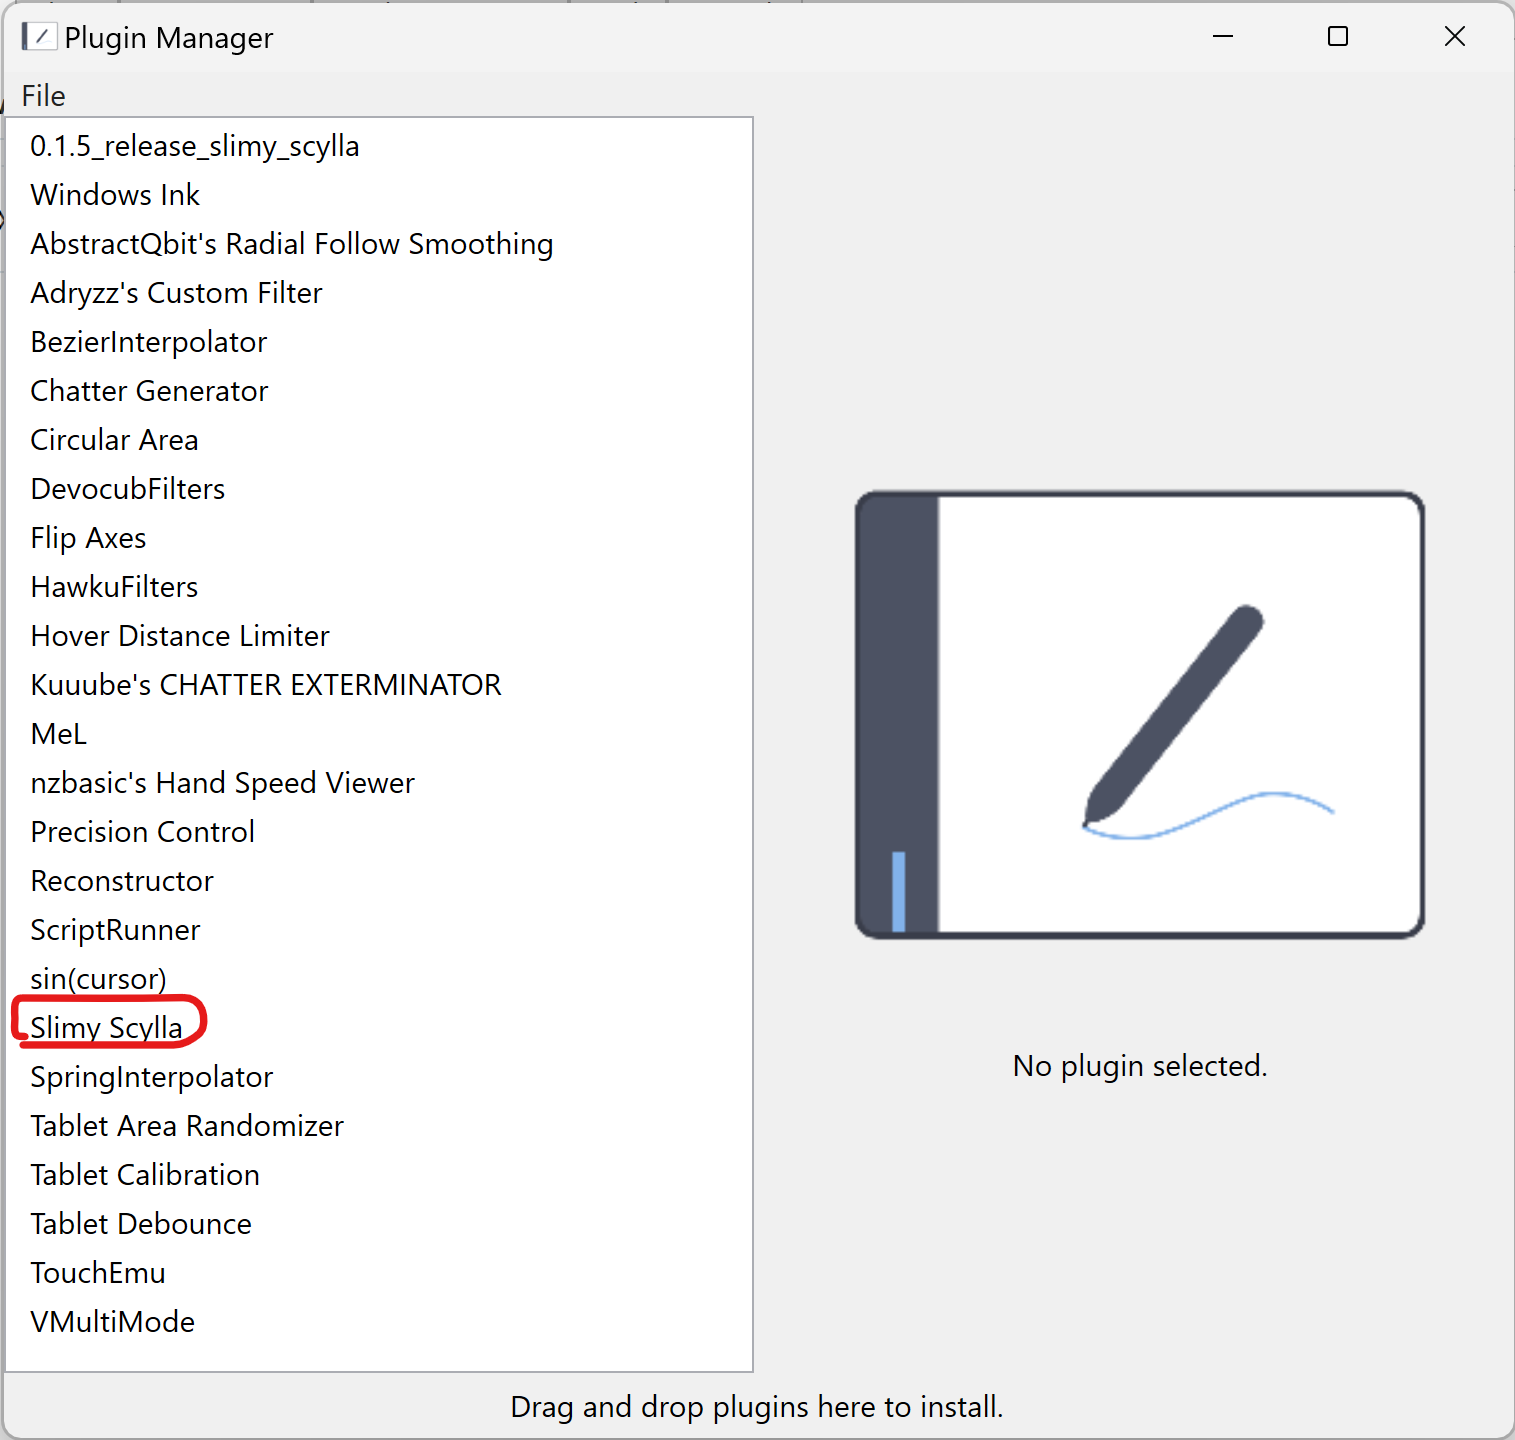 Plugin Manager
File
0.1.5_release_slimy_scylla
Windows Ink
AbstractQbit's Radial Follow Smoothing
Adryzz's Custom Filter
BezierInterpolator
Chatter Generator
Circular Area
DevocubFilters
Flip Axes
HawkuFilters
Hover Distance Limiter
Kuuube's CHATTER EXTERMINATOR
MeL
nzbasic's Hand Speed Viewer
Precision Control
Reconstructor
ScriptRunner
sin(cursor)
Slimy Scylla
SpringInterpolator
Tablet Area Randomizer
Tablet Calibration
Tablet Debounce
TouchEmu
VMultiMode
No plugin selected.
Drag and drop plugins here to install.